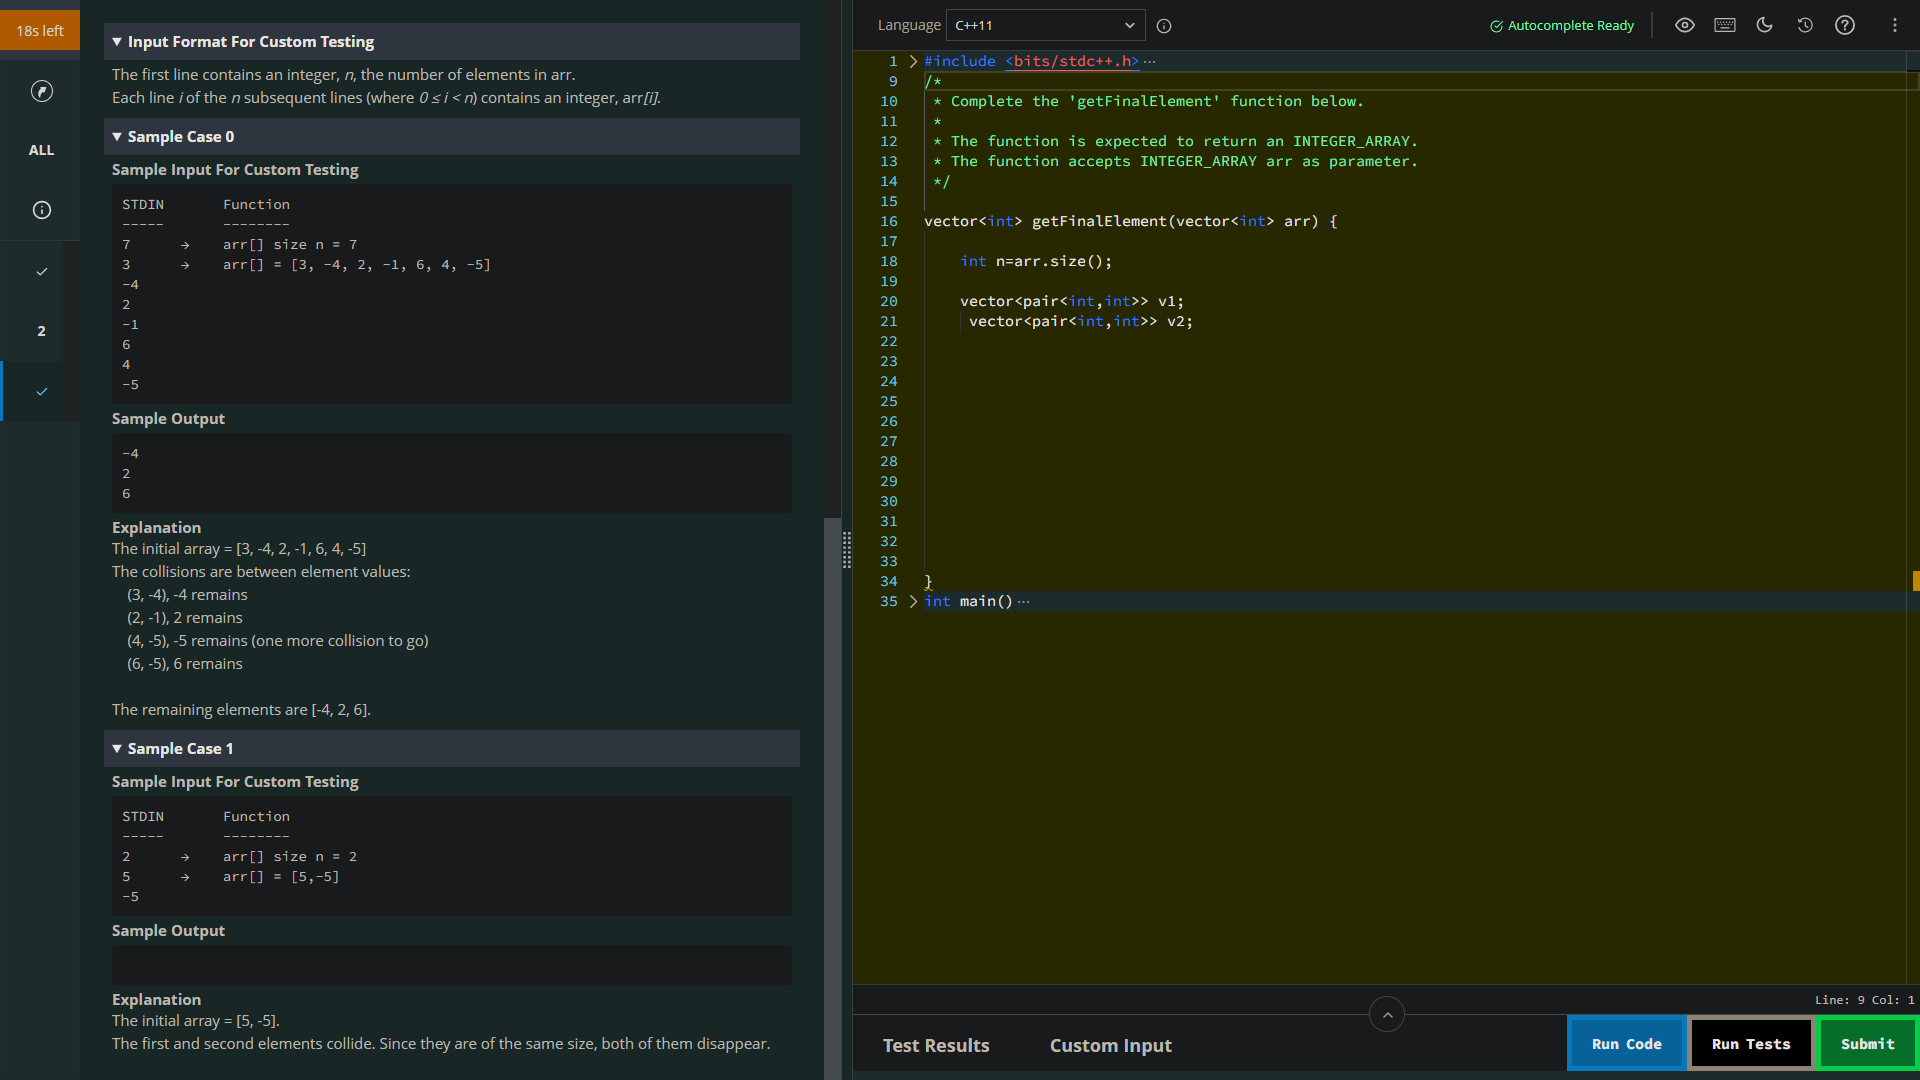 18s left
ALL
2
Input Format For Custom Testing
The first line contains an integer, n, the number of elements in arr.
Each line i of the n subsequent lines (where 0 ≤ i < n) contains an integer, arr[i].
Sample Case 0
Sample Input For Custom Testing
STDIN Function
----- --------
7 → arr[] size n = 7
3 → arr[] = [3, -4, 2, -1, 6, 4, -5]
-4
2
-1
6
4
-5
Sample Output
-4
2
6
Explanation
The initial array = [3, -4, 2, -1, 6, 4, -5]
The collisions are between element values:
(3, -4), -4 remains
(2, -1), 2 remains
(4, -5), -5 remains (one more collision to go)
(6, -5), 6 remains
The remaining elements are [-4, 2, 6].
Sample Case 1
Sample Input For Custom Testing
STDIN Function
----- --------
2 → arr[] size n = 2
5 → arr[] = [5,-5]
-5
Sample Output
Explanation
The initial array = [5, -5].
The first and second elements collide. Since they are of the same size, both of them disappear.
Language C++11
Autocomplete Ready
1 #include <bits/stdc++.h> ⋯
9 /*
10 * Complete the 'getFinalElement' function below.
11 *
12 * The function is expected to return an INTEGER_ARRAY.
13 * The function accepts INTEGER_ARRAY arr as parameter.
14 */
15
16 vector<int> getFinalElement(vector<int> arr) {
17
18 int n=arr.size();
19
20 vector<pair<int,int>> v1;
21 vector<pair<int,int>> v2;
22
23
24
25
26
27
28
29
30
31
32
33
34 }
35 int main() ⋯
Line: 9 Col: 1
Test Results
Custom Input
Run Code
Run Tests
Submit